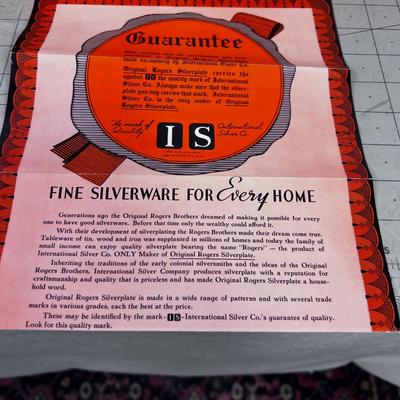 Guarantee
made exclusively by International Silver Co.
Original Rogers Silverplate carries the
symbol IS the quality mark of International
Silver Co. Always make sure that the silver-
plate you buy carries that mark. International
Silver Co. is the only maker of Original
Rogers Silverplate.
The mark of Quality
IS
International Silver Co.
FINE SILVERWARE FOR Every HOME
Generations ago the Original Rogers Brothers dreamed of making it possible for every
one to have good silverware. Before that time only the wealthy could afford it.
With their development of silverplating the Rogers Brothers made their dream come true.
Tableware of tin, wood and iron was supplanted in millions of homes and today the family of
small income can enjoy quality silverplate bearing the name "Rogers" — the product of
International Silver Co. ONLY Maker of Original Rogers Silverplate.
Inheriting the traditions of the early colonial silversmiths and the ideas of the Original
Rogers Brothers, International Silver Company produces silverplate with a reputation for
craftsmanship and quality that is priceless and has made Original Rogers Silverplate a house-
hold word.
Original Rogers Silverplate is made in a wide range of patterns and with several trade
marks in various grades, each the best at the price.
These may be identified by the mark-IS-International Silver Co.'s guarantee of quality.
Look for this quality mark.